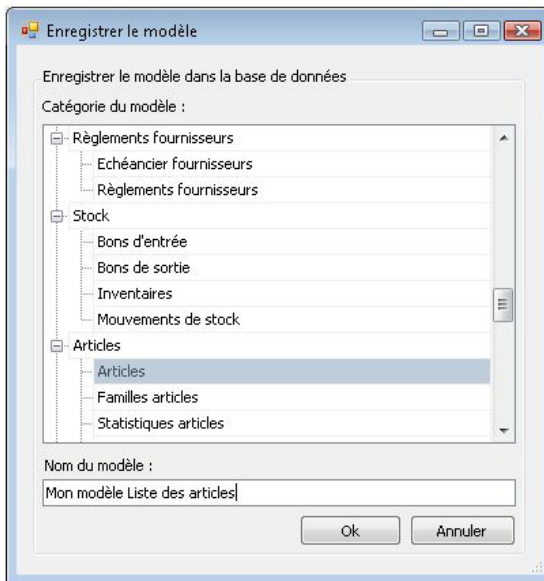 Enregistrer le modèle
Enregistrer le modèle dans la base de données
Catégorie du modèle :
Règlements fournisseurs
Echéancier fournisseurs
Règlements fournisseurs
Stock
Bons d'entrée
Bons de sortie
Inventaires
Mouvements de stock
Articles
Articles
Familles articles
Statistiques articles
Nom du modèle :
Mon modèle Liste des articles
Ok Annuler